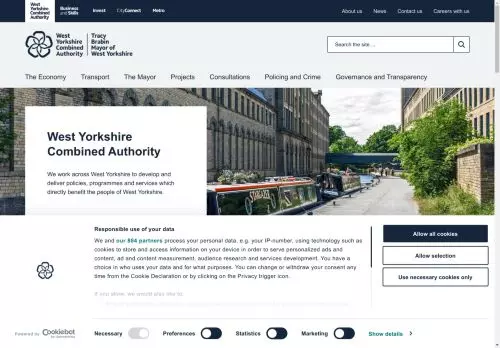 West Yorkshire Combined Authority
Business and Skills
Invest
CityConnect
Metro
About us
News
Contact us
Careers with us
West Yorkshire Combined Authority
Tracy Brabin Mayor of West Yorkshire
Search the site ...
The Economy
Transport
The Mayor
Projects
Consultations
Policing and Crime
Governance and Transparency
West Yorkshire
Combined Authority
We work across West Yorkshire to develop and
deliver policies, programmes and services which
directly benefit the people of West Yorkshire.
Responsible use of your data
We and our 894 partners process your personal data, e.g. your IP-number, using technology such as
cookies to store and access information on your device in order to serve personalized ads and
content, ad and content measurement, audience research and services development. You have a
choice in who uses your data and for what purposes. You can change or withdraw your consent any
time from the Cookie Declaration or by clicking on the Privacy trigger icon.
If you allow, we would also like to:
Allow all cookies
Allow selection
Use necessary cookies only
Powered by Cookiebot
by Usercentrics
Necessary
Preferences
Statistics
Marketing
Show details